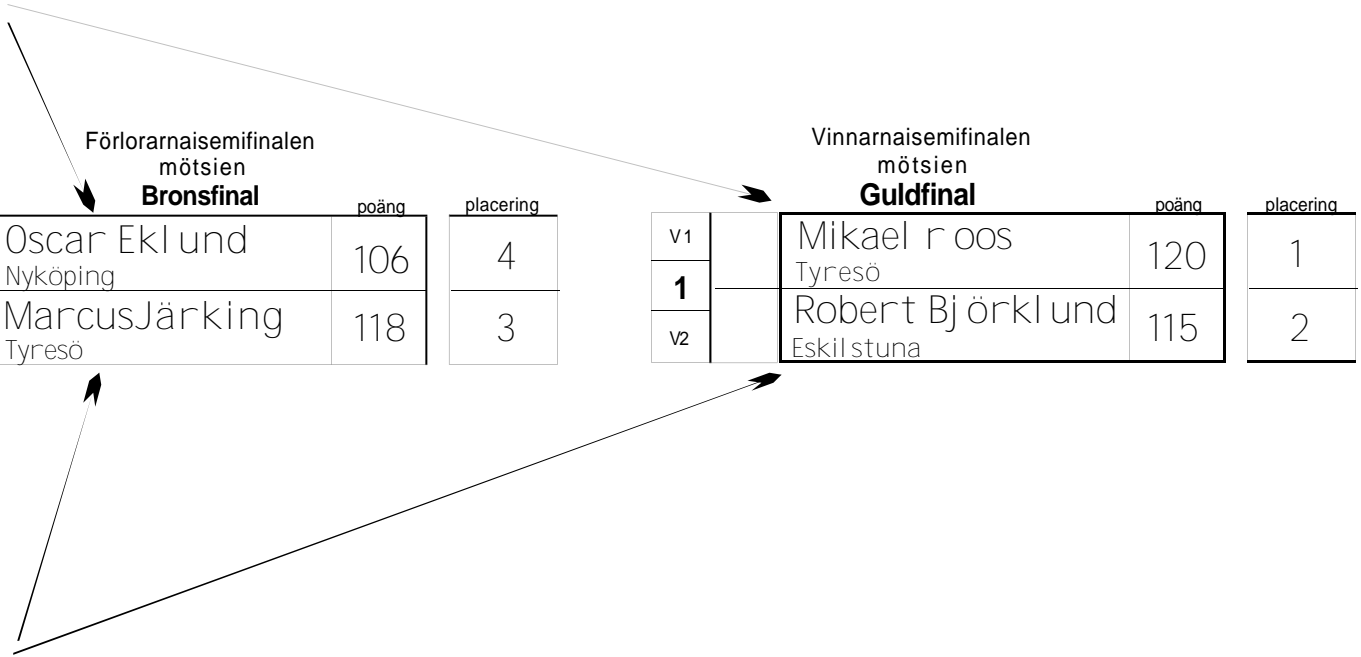 Förlorarnaisemifinalen
mötsien
Bronsfinal
poäng
placering
Oscar Eklund
Nyköping
106
4
MarcusJärking
Tyresö
118
3
Vinnarnaisemifinalen
mötsien
Guldfinal
poäng
placering
V1
1
V2
Mikael roos
Tyresö
120
1
Robert Björklund
Eskilstuna
115
2